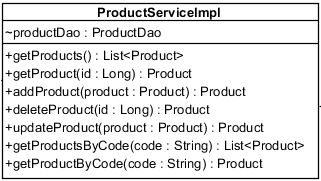 ProductServiceImpl
~productDao : ProductDao
+getProducts() : List<Product>
+getProduct(id : Long) : Product
+addProduct(product : Product) : Product
+deleteProduct(id : Long) : Product
+updateProduct(product : Product) : Product
+getProductsByCode(code : String) : List<Product>
+getProductByCode(code : String) : Product